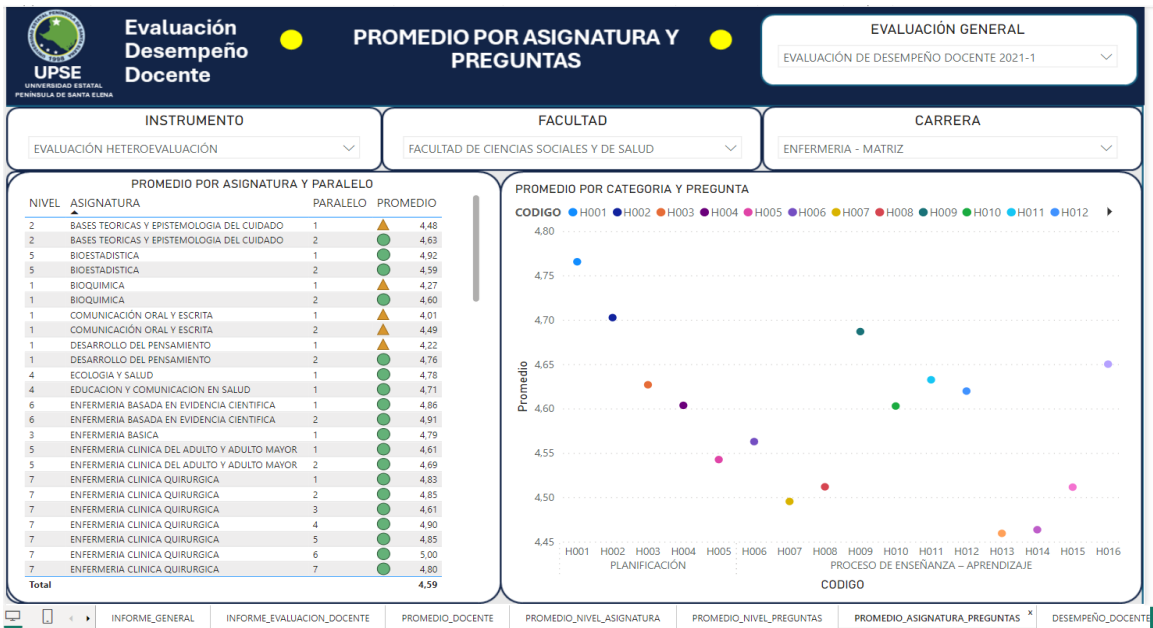 Evaluación
Desempeño
Docente
PROMEDIO POR ASIGNATURA Y
PREGUNTAS
UPSE
UNIVERSIDAD ESTATAL
PENÍNSULA DE SANTA ELENA
EVALUACIÓN GENERAL
EVALUACIÓN DE DESEMPEÑO DOCENTE 2021-1
INSTRUMENTO
EVALUACIÓN HETEROEVALUACIÓN
FACULTAD
FACULTAD DE CIENCIAS SOCIALES Y DE SALUD
CARRERA
ENFERMERIA - MATRIZ
PROMEDIO POR ASIGNATURA Y PARALELO
NIVEL ASIGNATURA PARALELO PROMEDIO
2 BASES TEORICAS Y EPISTEMOLOGIA DEL CUIDADO 1 4,48
2 BASES TEORICAS Y EPISTEMOLOGIA DEL CUIDADO 2 4,63
5 BIOESTADISTICA 1 4,92
5 BIOESTADISTICA 2 4,59
1 BIOQUIMICA 1 4,27
1 BIOQUIMICA 2 4,60
1 COMUNICACIÓN ORAL Y ESCRITA 1 4,01
1 COMUNICACIÓN ORAL Y ESCRITA 2 4,49
1 DESARROLLO DEL PENSAMIENTO 1 4,22
1 DESARROLLO DEL PENSAMIENTO 2 4,76
4 ECOLOGIA Y SALUD 1 4,78
4 EDUCACION Y COMUNICACION EN SALUD 1 4,71
6 ENFERMERIA BASADA EN EVIDENCIA CIENTIFICA 1 4,86
6 ENFERMERIA BASADA EN EVIDENCIA CIENTIFICA 2 4,91
3 ENFERMERIA BASICA 1 4,79
5 ENFERMERIA CLINICA DEL ADULTO Y ADULTO MAYOR 1 4,61
5 ENFERMERIA CLINICA DEL ADULTO Y ADULTO MAYOR 2 4,69
7 ENFERMERIA CLINICA QUIRURGICA 1 4,83
7 ENFERMERIA CLINICA QUIRURGICA 2 4,85
7 ENFERMERIA CLINICA QUIRURGICA 3 4,61
7 ENFERMERIA CLINICA QUIRURGICA 4 4,90
7 ENFERMERIA CLINICA QUIRURGICA 5 4,85
7 ENFERMERIA CLINICA QUIRURGICA 6 5,00
7 ENFERMERIA CLINICA QUIRURGICA 7 4,80
Total 4,59
PROMEDIO POR CATEGORIA Y PREGUNTA
CODIGO H001 H002 H003 H004 H005 H006 H007 H008 H009 H010 H011 H012
4,80
4,75
4,70
4,65
4,60
4,55
4,50
4,45
Promedio
H001 H002 H003 H004 H005 H006 H007 H008 H009 H010 H011 H012 H013 H014 H015 H016
PLANIFICACIÓN PROCESO DE ENSEÑANZA – APRENDIZAJE
CODIGO
INFORME_GENERAL INFORME_EVALUACION_DOCENTE PROMEDIO_DOCENTE PROMEDIO_NIVEL_ASIGNATURA PROMEDIO_NIVEL_PREGUNTAS PROMEDIO_ASIGNATURA_PREGUNTAS x DESEMPEÑO_DOCENTE